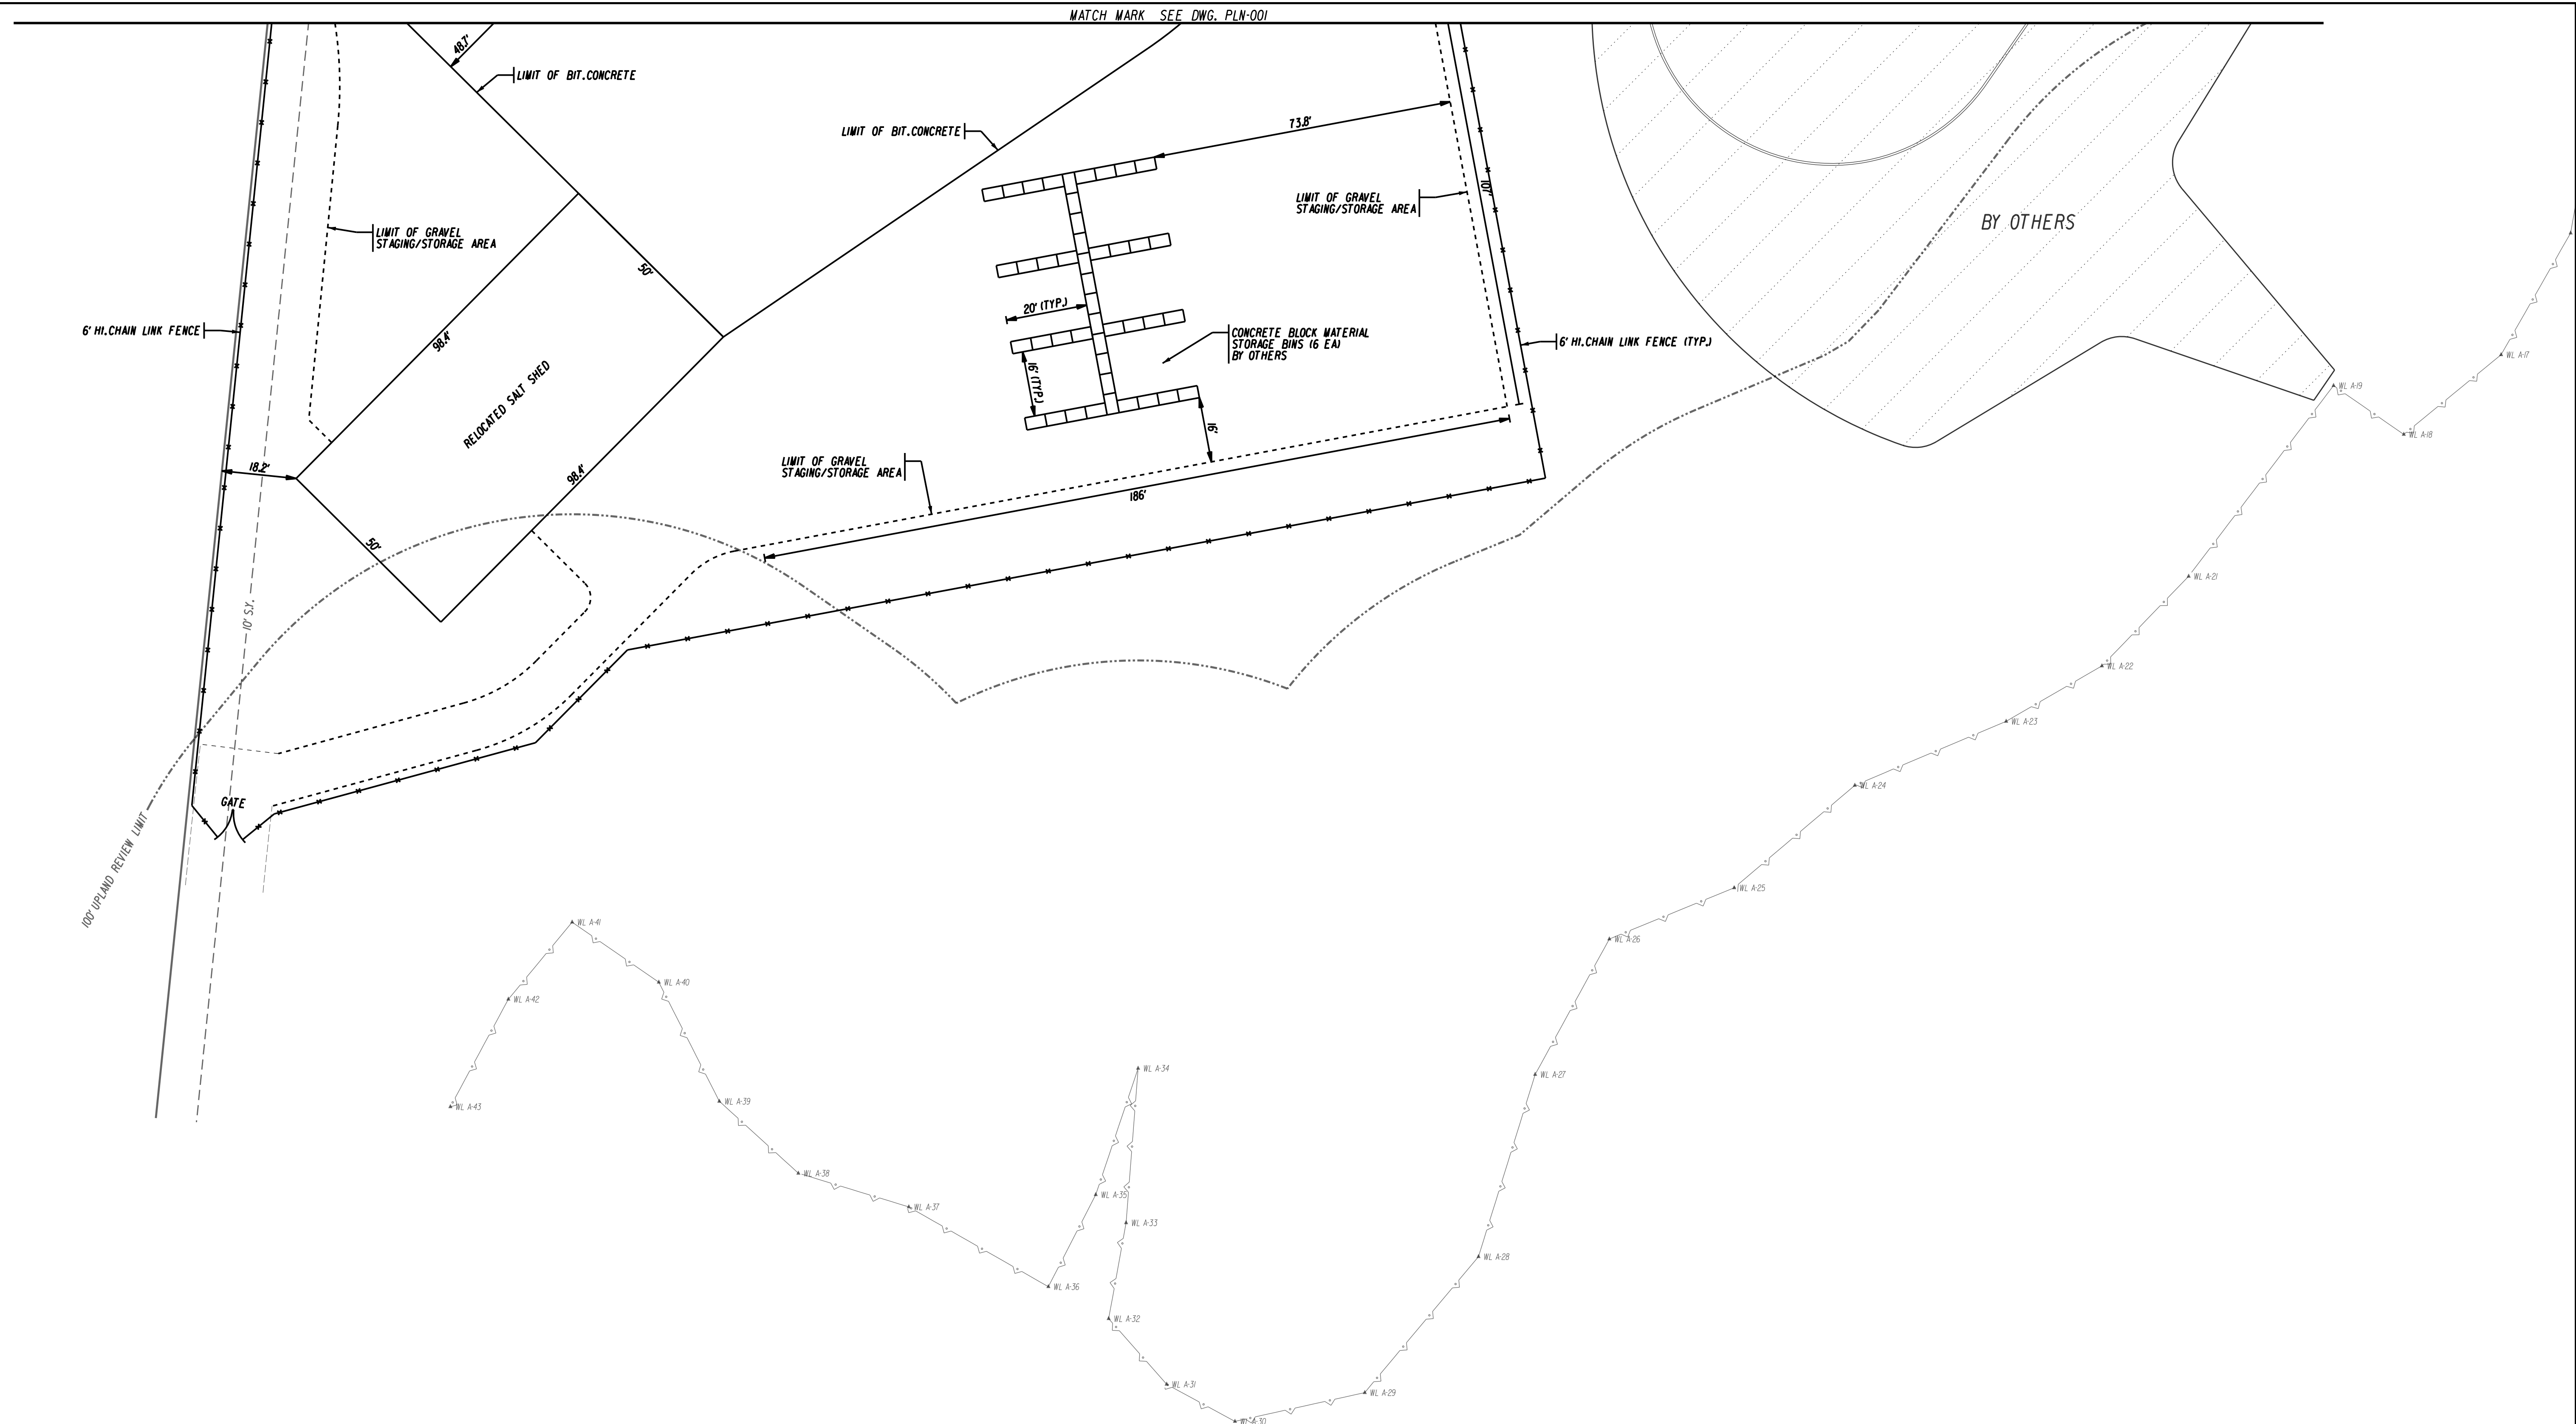 MATCH MARK SEE DWG. PLN-001
48.7'
LIMIT OF BIT.CONCRETE
LIMIT OF BIT.CONCRETE
73.8'
LIMIT OF GRAVEL
STAGING/STORAGE AREA
107'
BY OTHERS
LIMIT OF GRAVEL
STAGING/STORAGE AREA
50'
20' (TYP.)
6' HI.CHAIN LINK FENCE
98.4'
CONCRETE BLOCK MATERIAL
STORAGE BINS (6 EA)
BY OTHERS
6' HI.CHAIN LINK FENCE (TYP.)
WL A-17
16' (TYP.)
WL A-19
RELOCATED SALT SHED
16'
WL A-18
18.2'
98.4'
LIMIT OF GRAVEL
STAGING/STORAGE AREA
186'
50'
10' S.Y.
WL A-21
WL A-22
WL A-23
WL A-24
GATE
100' UPLAND REVIEW LIMIT
WL A-25
WL A-41
WL A-26
WL A-40
WL A-42
WL A-34
WL A-27
WL A-39
WL A-43
WL A-38
WL A-35
WL A-37
WL A-33
WL A-28
WL A-36
WL A-32
WL A-31
WL A-29
WL A-30